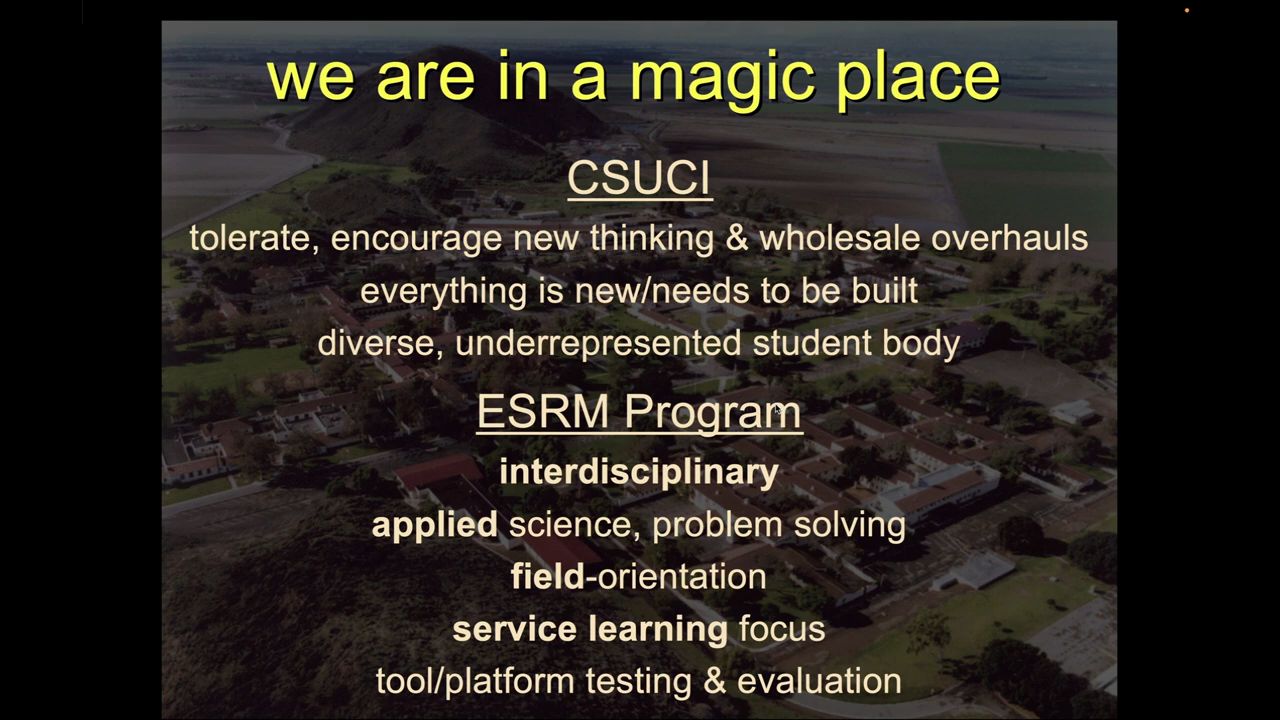 we are in a magic place
CSUCI
tolerate, encourage new thinking & wholesale overhauls
everything is new/needs to be built
diverse, underrepresented student body
ESRM Program
interdisciplinary
applied science, problem solving
field-orientation
service learning focus
tool/platform testing & evaluation